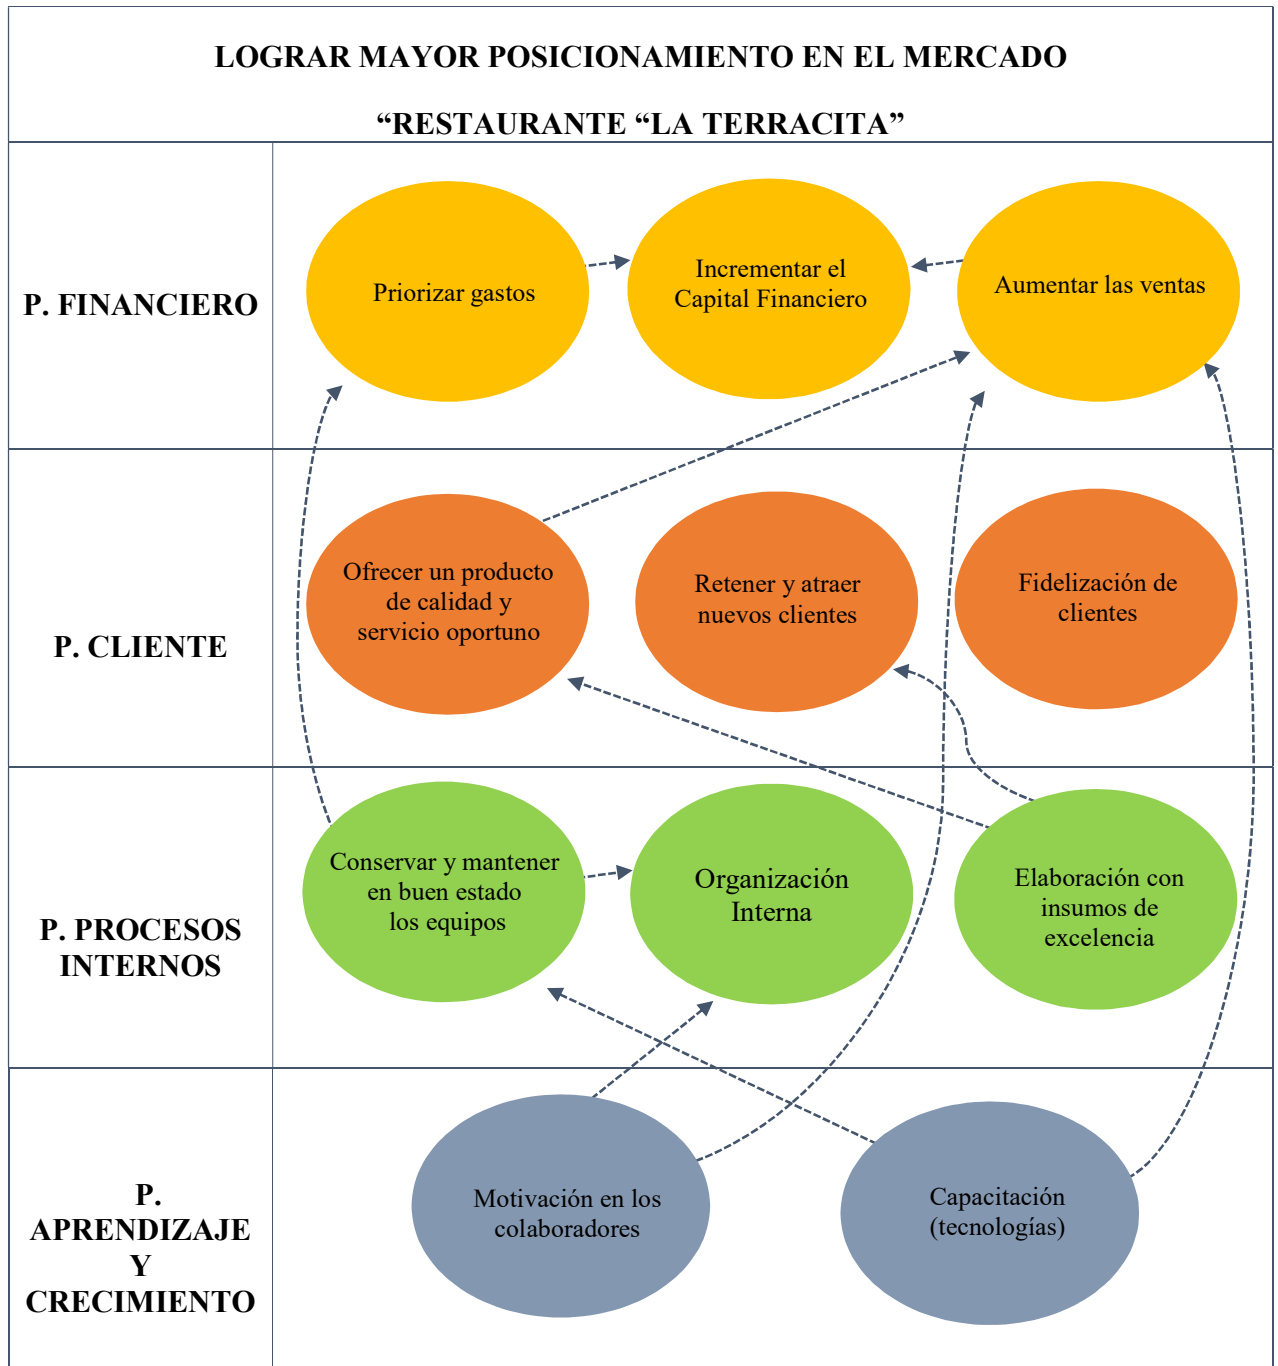 LOGRAR MAYOR POSICIONAMIENTO EN EL MERCADO
“RESTAURANTE “LA TERRACITA”
P. FINANCIERO
Priorizar gastos
Incrementar el
Capital Financiero
Aumentar las ventas
P. CLIENTE
Ofrecer un producto
de calidad y
servicio oportuno
Retener y atraer
nuevos clientes
Fidelización de
clientes
P. PROCESOS
INTERNOS
Conservar y mantener
en buen estado
los equipos
Organización
Interna
Elaboración con
insumos de
excelencia
P.
APRENDIZAJE
Y
CRECIMIENTO
Motivación en los
colaboradores
Capacitación
(tecnologías)